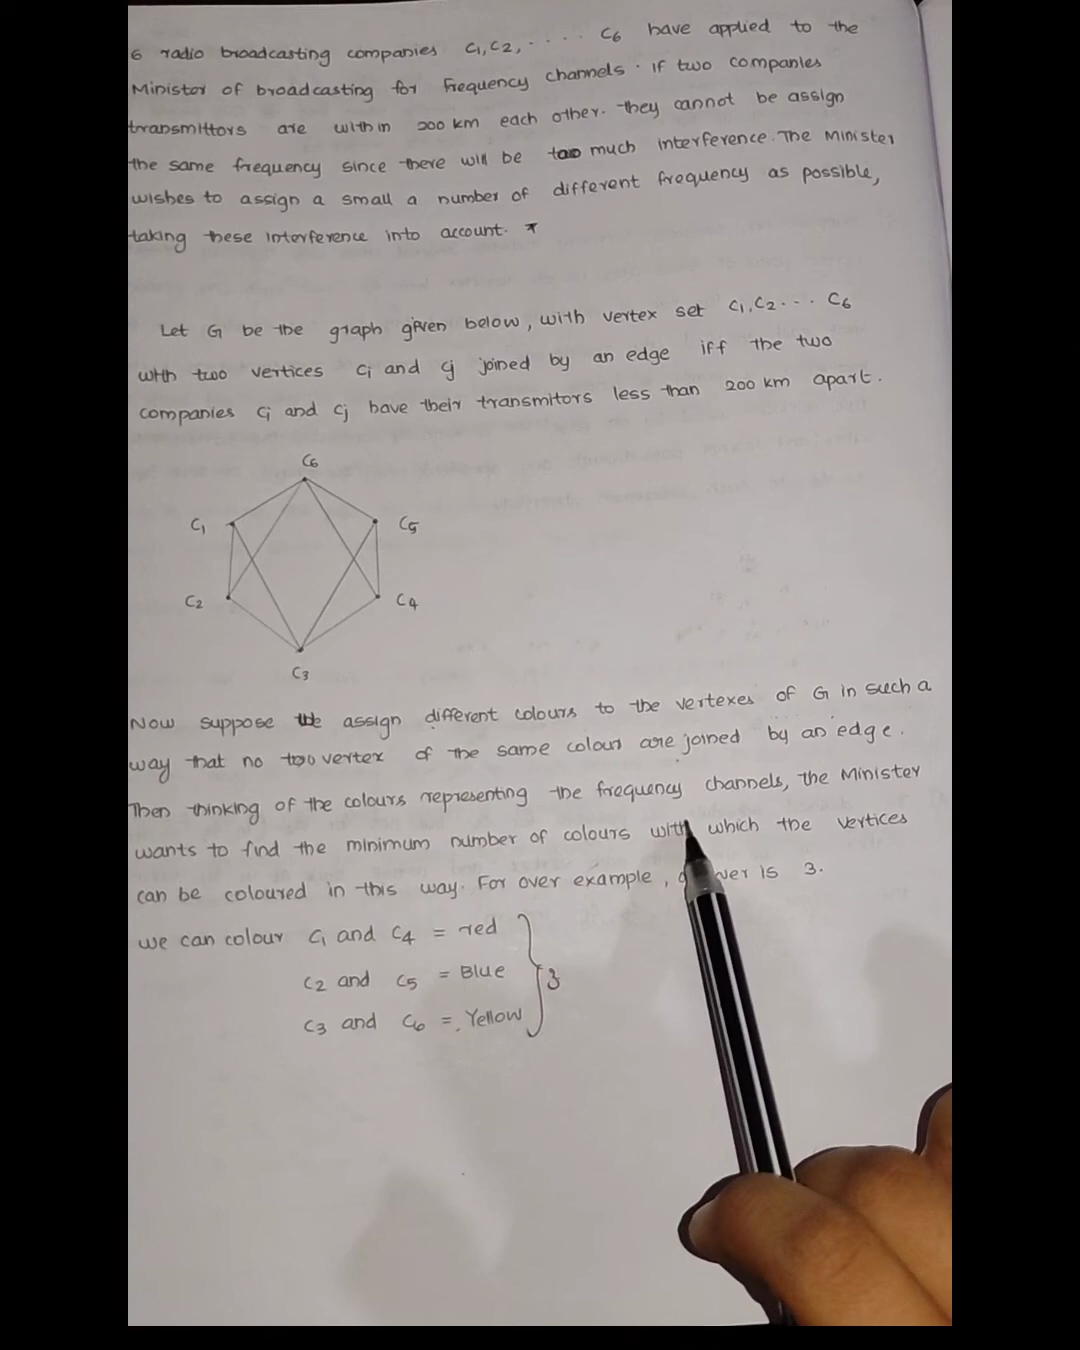 6 radio broadcasting companies C1, C2, ..... C6 have applied to the
Ministor of broadcasting for frequency channels. If two companies
transmittors are within 200 km each other. they cannot be assign
the same frequency since there will be too much interference. The Minister
wishes to assign a small a number of different frequency as possible,
taking these interference into account.
Let G be the graph given below, with vertex set C1, C2... C6
with two vertices Ci and Cj joined by an edge iff the two
companies Ci and Cj have their transmitors less than 200 km apart.
C6
C1 C5
C2 C4
C3
Now suppose we assign different colours to the vertexes of G in such a
way that no two vertex of the same colour are joined by an edge.
Then thinking of the colours representing the frequency channels, the Minister
wants to find the minimum number of colours with which the vertices
can be coloured in this way. For over example, is 3.
we can colour C1 and C4 = red
C2 and C5 = Blue
C3 and C6 = Yellow
3